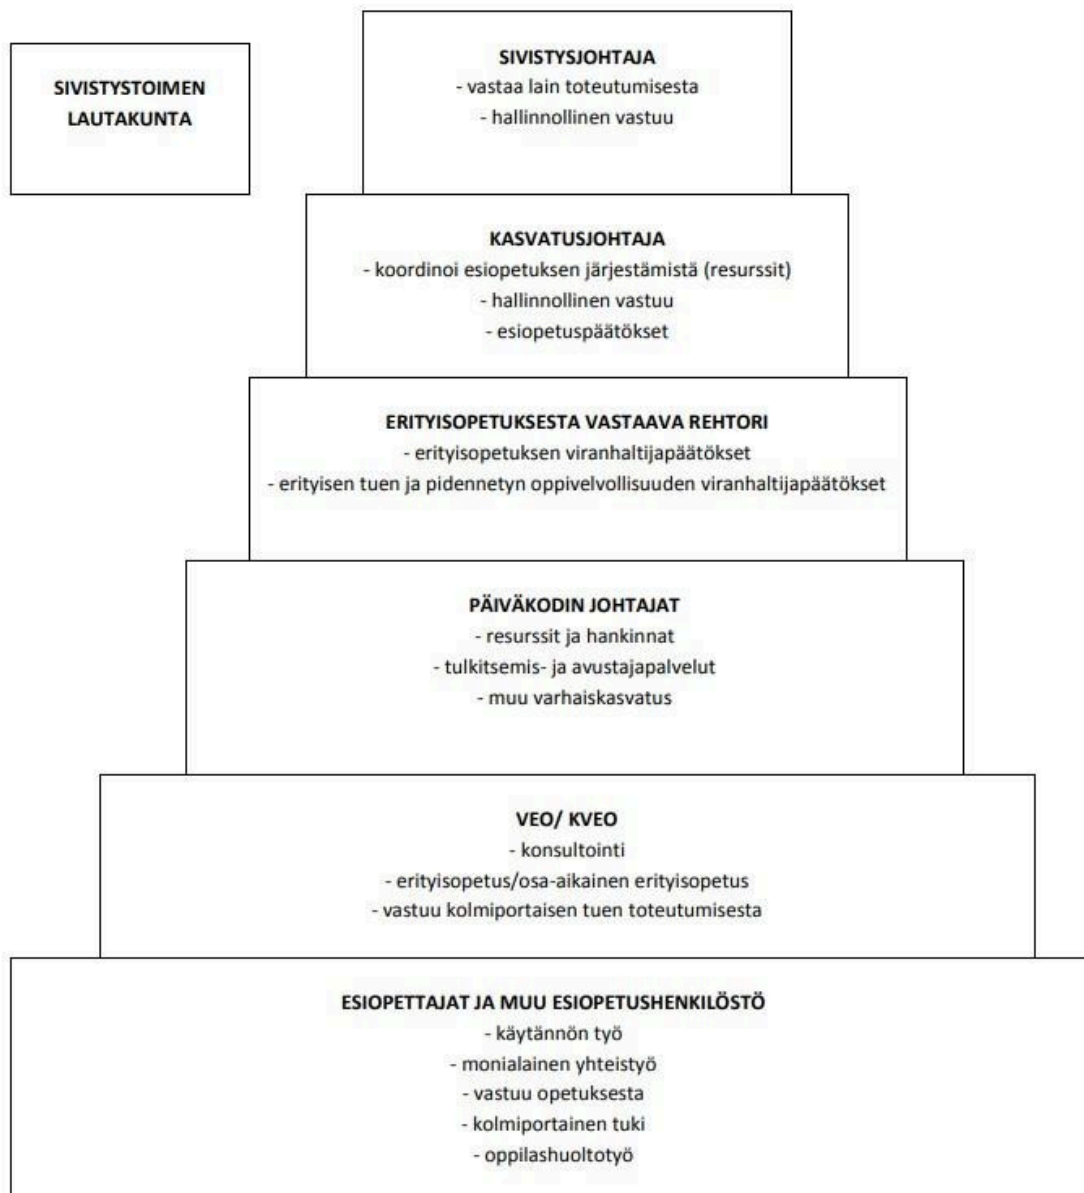 SIVISTYSTOIMEN
LAUTAKUNTA
SIVISTYSJOHTAJA
- vastaa lain toteutumisesta
- hallinnollinen vastuu
KASVATUSJOHTAJA
- koordinoi esiopetuksen järjestämistä (resurssit)
- hallinnollinen vastuu
- esiopetuspäätökset
ERITYISOPETUKSESTA VASTAAVA REHTORI
- erityisopetuksen viranhaltijapäätökset
- erityisen tuen ja pidennetyn oppivelvollisuuden viranhaltijapäätökset
PÄIVÄKODIN JOHTAJAT
- resurssit ja hankinnat
- tulkitsemis- ja avustajapalvelut
- muu varhaiskasvatus
VEO/ KVEO
- konsultointi
- erityisopetus/osa-aikainen erityisopetus
- vastuu kolmiportaisen tuen toteutumisesta
ESIOPETTAJAT JA MUU ESIOPETUSHENKILÖSTÖ
- käytännön työ
- monialainen yhteistyö
- vastuu opetuksesta
- kolmiportainen tuki
- oppilashuoltotyö